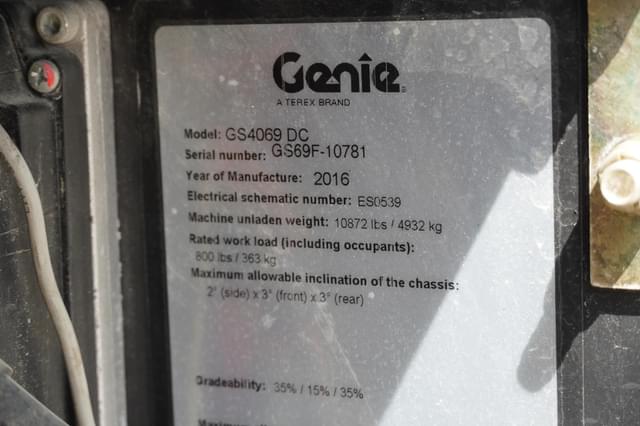 Genie
A TEREX BRAND
Model: GS4069 DC
Serial number: GS69F-10781
Year of Manufacture: 2016
Electrical schematic number: ES0539
Machine unladen weight: 10872 lbs / 4932 kg
Rated work load (including occupants):
800 lbs / 363 kg
Maximum allowable inclination of the chassis:
2° (side) x 3° (front) x 3° (rear)
Gradeability: 35% / 15% / 35%